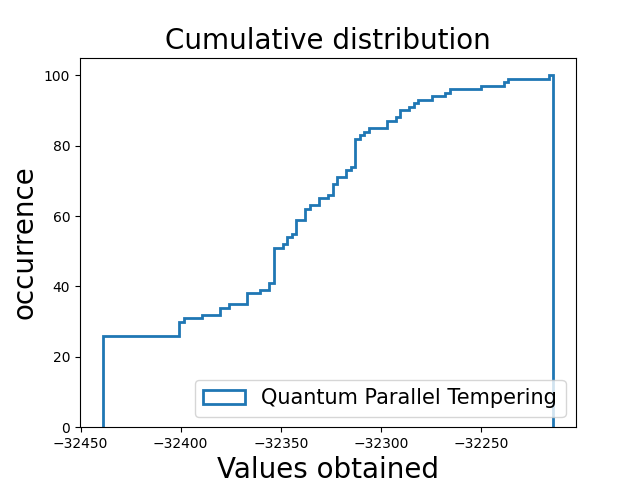 Cumulative distribution
occurrence
100
80
60
40
20
0
Quantum Parallel Tempering
−32450 −32400 −32350 −32300 −32250
Values obtained